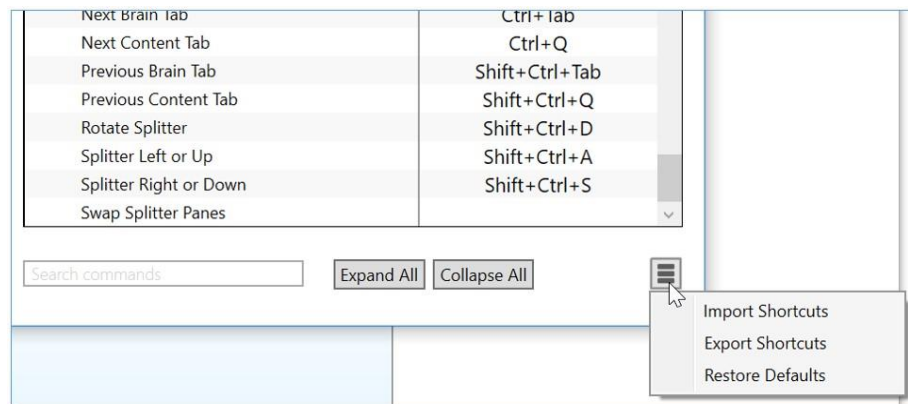 Next Brain Tab Ctrl+Tab
Next Content Tab Ctrl+Q
Previous Brain Tab Shift+Ctrl+Tab
Previous Content Tab Shift+Ctrl+Q
Rotate Splitter Shift+Ctrl+D
Splitter Left or Up Shift+Ctrl+A
Splitter Right or Down Shift+Ctrl+S
Swap Splitter Panes
Search commands Expand All Collapse All
Import Shortcuts
Export Shortcuts
Restore Defaults